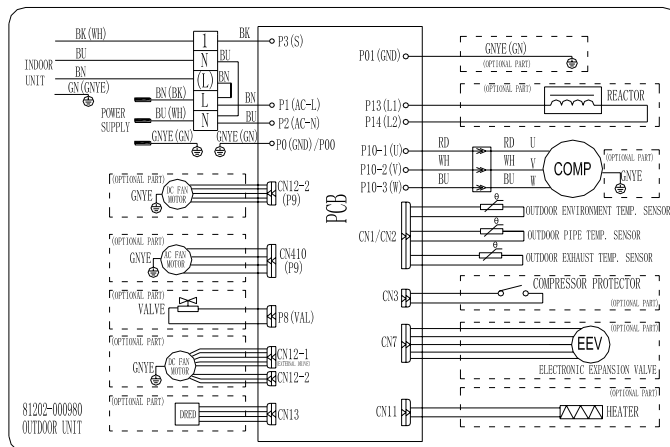 BK(WH)
BU
INDOOR
UNIT
BN
GN(GNYE)
BN(BK)
POWER
SUPPLY
BU(WH)
GNYE(GN)
1
N
(L)
L
N
BK
BU
BN
BN
BU
GNYE(GN)
P3(S)
P1(AC-L)
P2(AC-N)
P0(GND)/P00
(OPTIONAL PART)
GNYE
DC FAN
MOTOR
CN12-2
(P9)
(OPTIONAL PART)
GNYE
AC FAN
MOTOR
CN410
(P9)
(OPTIONAL PART)
VALVE
P8(VAL)
(OPTIONAL PART)
GNYE
DC FAN
MOTOR
CN12-1
(EXTERNAL DRIVE)
CN12-2
(OPTIONAL PART)
DRED
CN13
81202-000980
OUTDOOR UNIT
PCB
P01(GND)
GNYE(GN)
(OPTIONAL PART)
P13(L1)
P14(L2)
(OPTIONAL PART)
REACTOR
P10-1(U)
P10-2(V)
P10-3(W)
RD
WH
BU
RD
WH
BU
U
V
W
COMP
(OPTIONAL PART)
GNYE
CN1/CN2
θ
OUTDOOR ENVIRONMENT TEMP. SENSOR
θ
OUTDOOR PIPE TEMP. SENSOR
θ
OUTDOOR EXHAUST TEMP. SENSOR
CN3
COMPRESSOR PROTECTOR
(OPTIONAL PART)
CN7
(OPTIONAL PART)
EEV
ELECTRONIC EXPANSION VALVE
CN11
(OPTIONAL PART)
HEATER